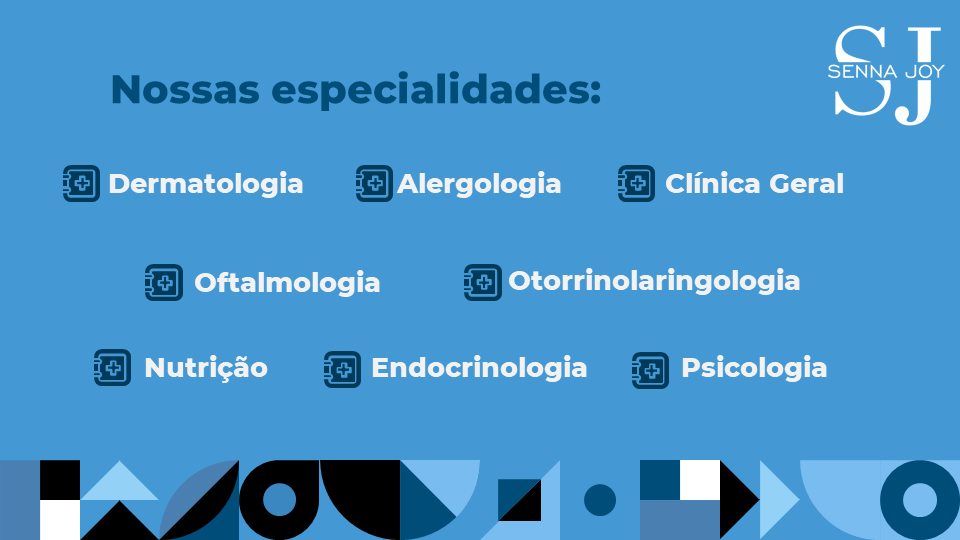 SJ
SENNA JOY
Nossas especialidades:
Dermatologia
Alergologia
Clínica Geral
Oftalmologia
Otorrinolaringologia
Nutrição
Endocrinologia
Psicologia